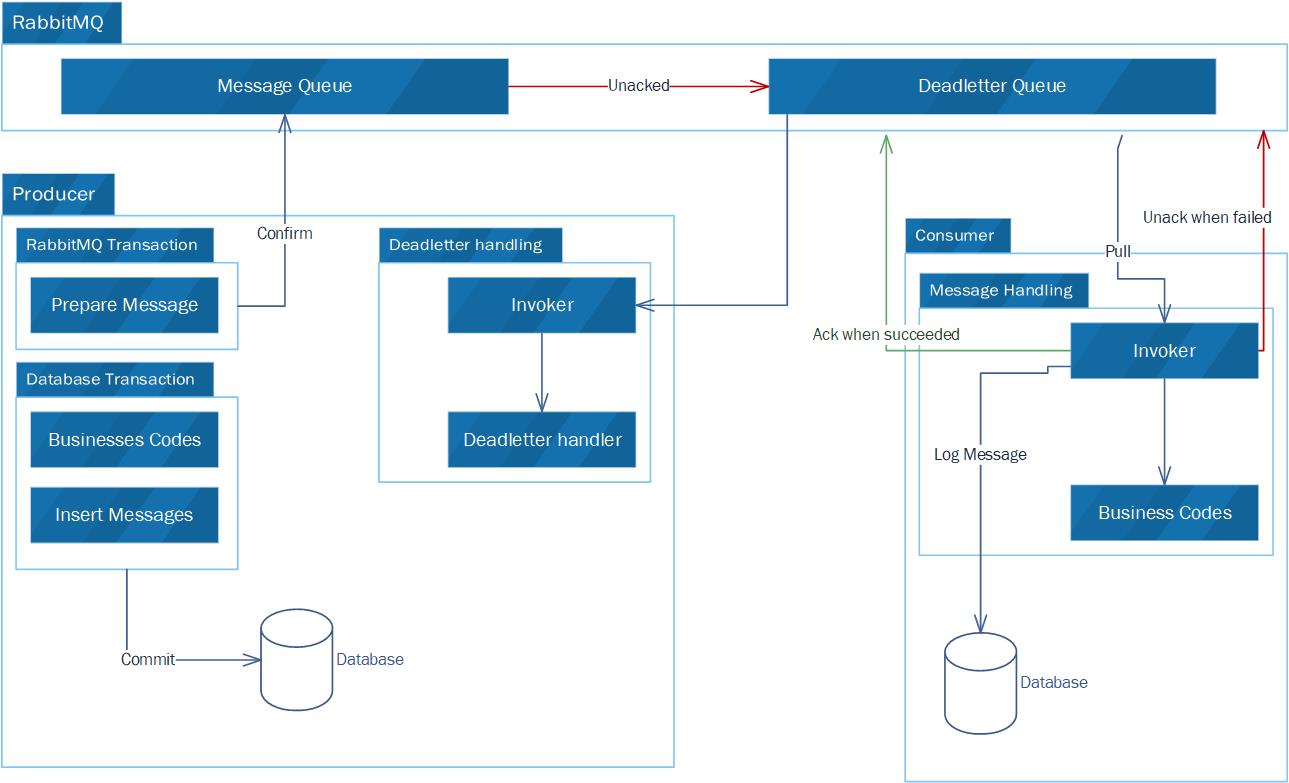 RabbitMQ
Message Queue
Unacked
Deadletter Queue
Producer
Confirm
RabbitMQ Transaction
Prepare Message
Database Transaction
Businesses Codes
Insert Messages
Commit
Database
Deadletter handling
Invoker
Deadletter handler
Consumer
Unack when failed
Pull
Message Handling
Ack when succeeded
Invoker
Log Message
Business Codes
Database